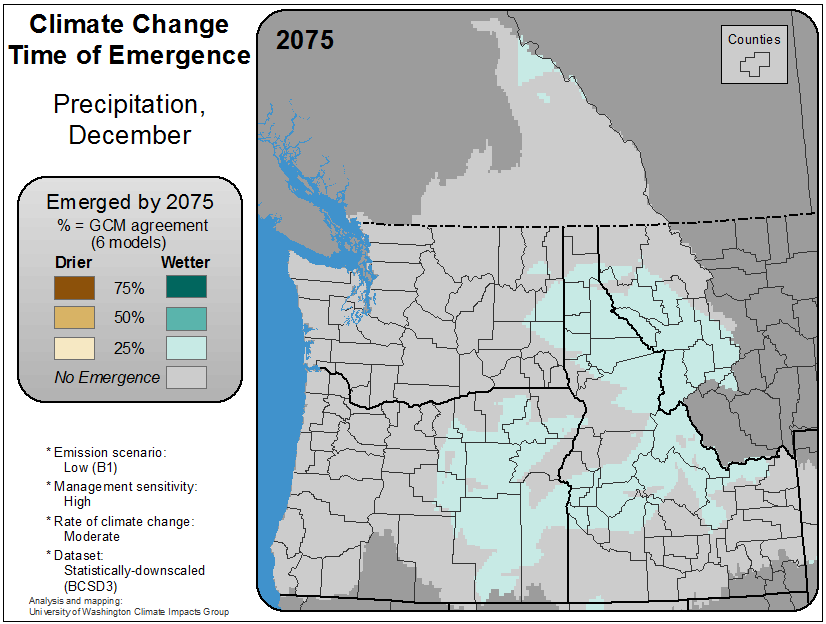 Climate Change
Time of Emergence
Precipitation,
December
Emerged by 2075
% = GCM agreement
(6 models)
Drier Wetter
75%
50%
25%
No Emergence
* Emission scenario:
Low (B1)
* Management sensitivity:
High
* Rate of climate change:
Moderate
* Dataset:
Statistically-downscaled
(BCSD3)
Analysis and mapping:
University of Washington Climate Impacts Group
2075
Counties